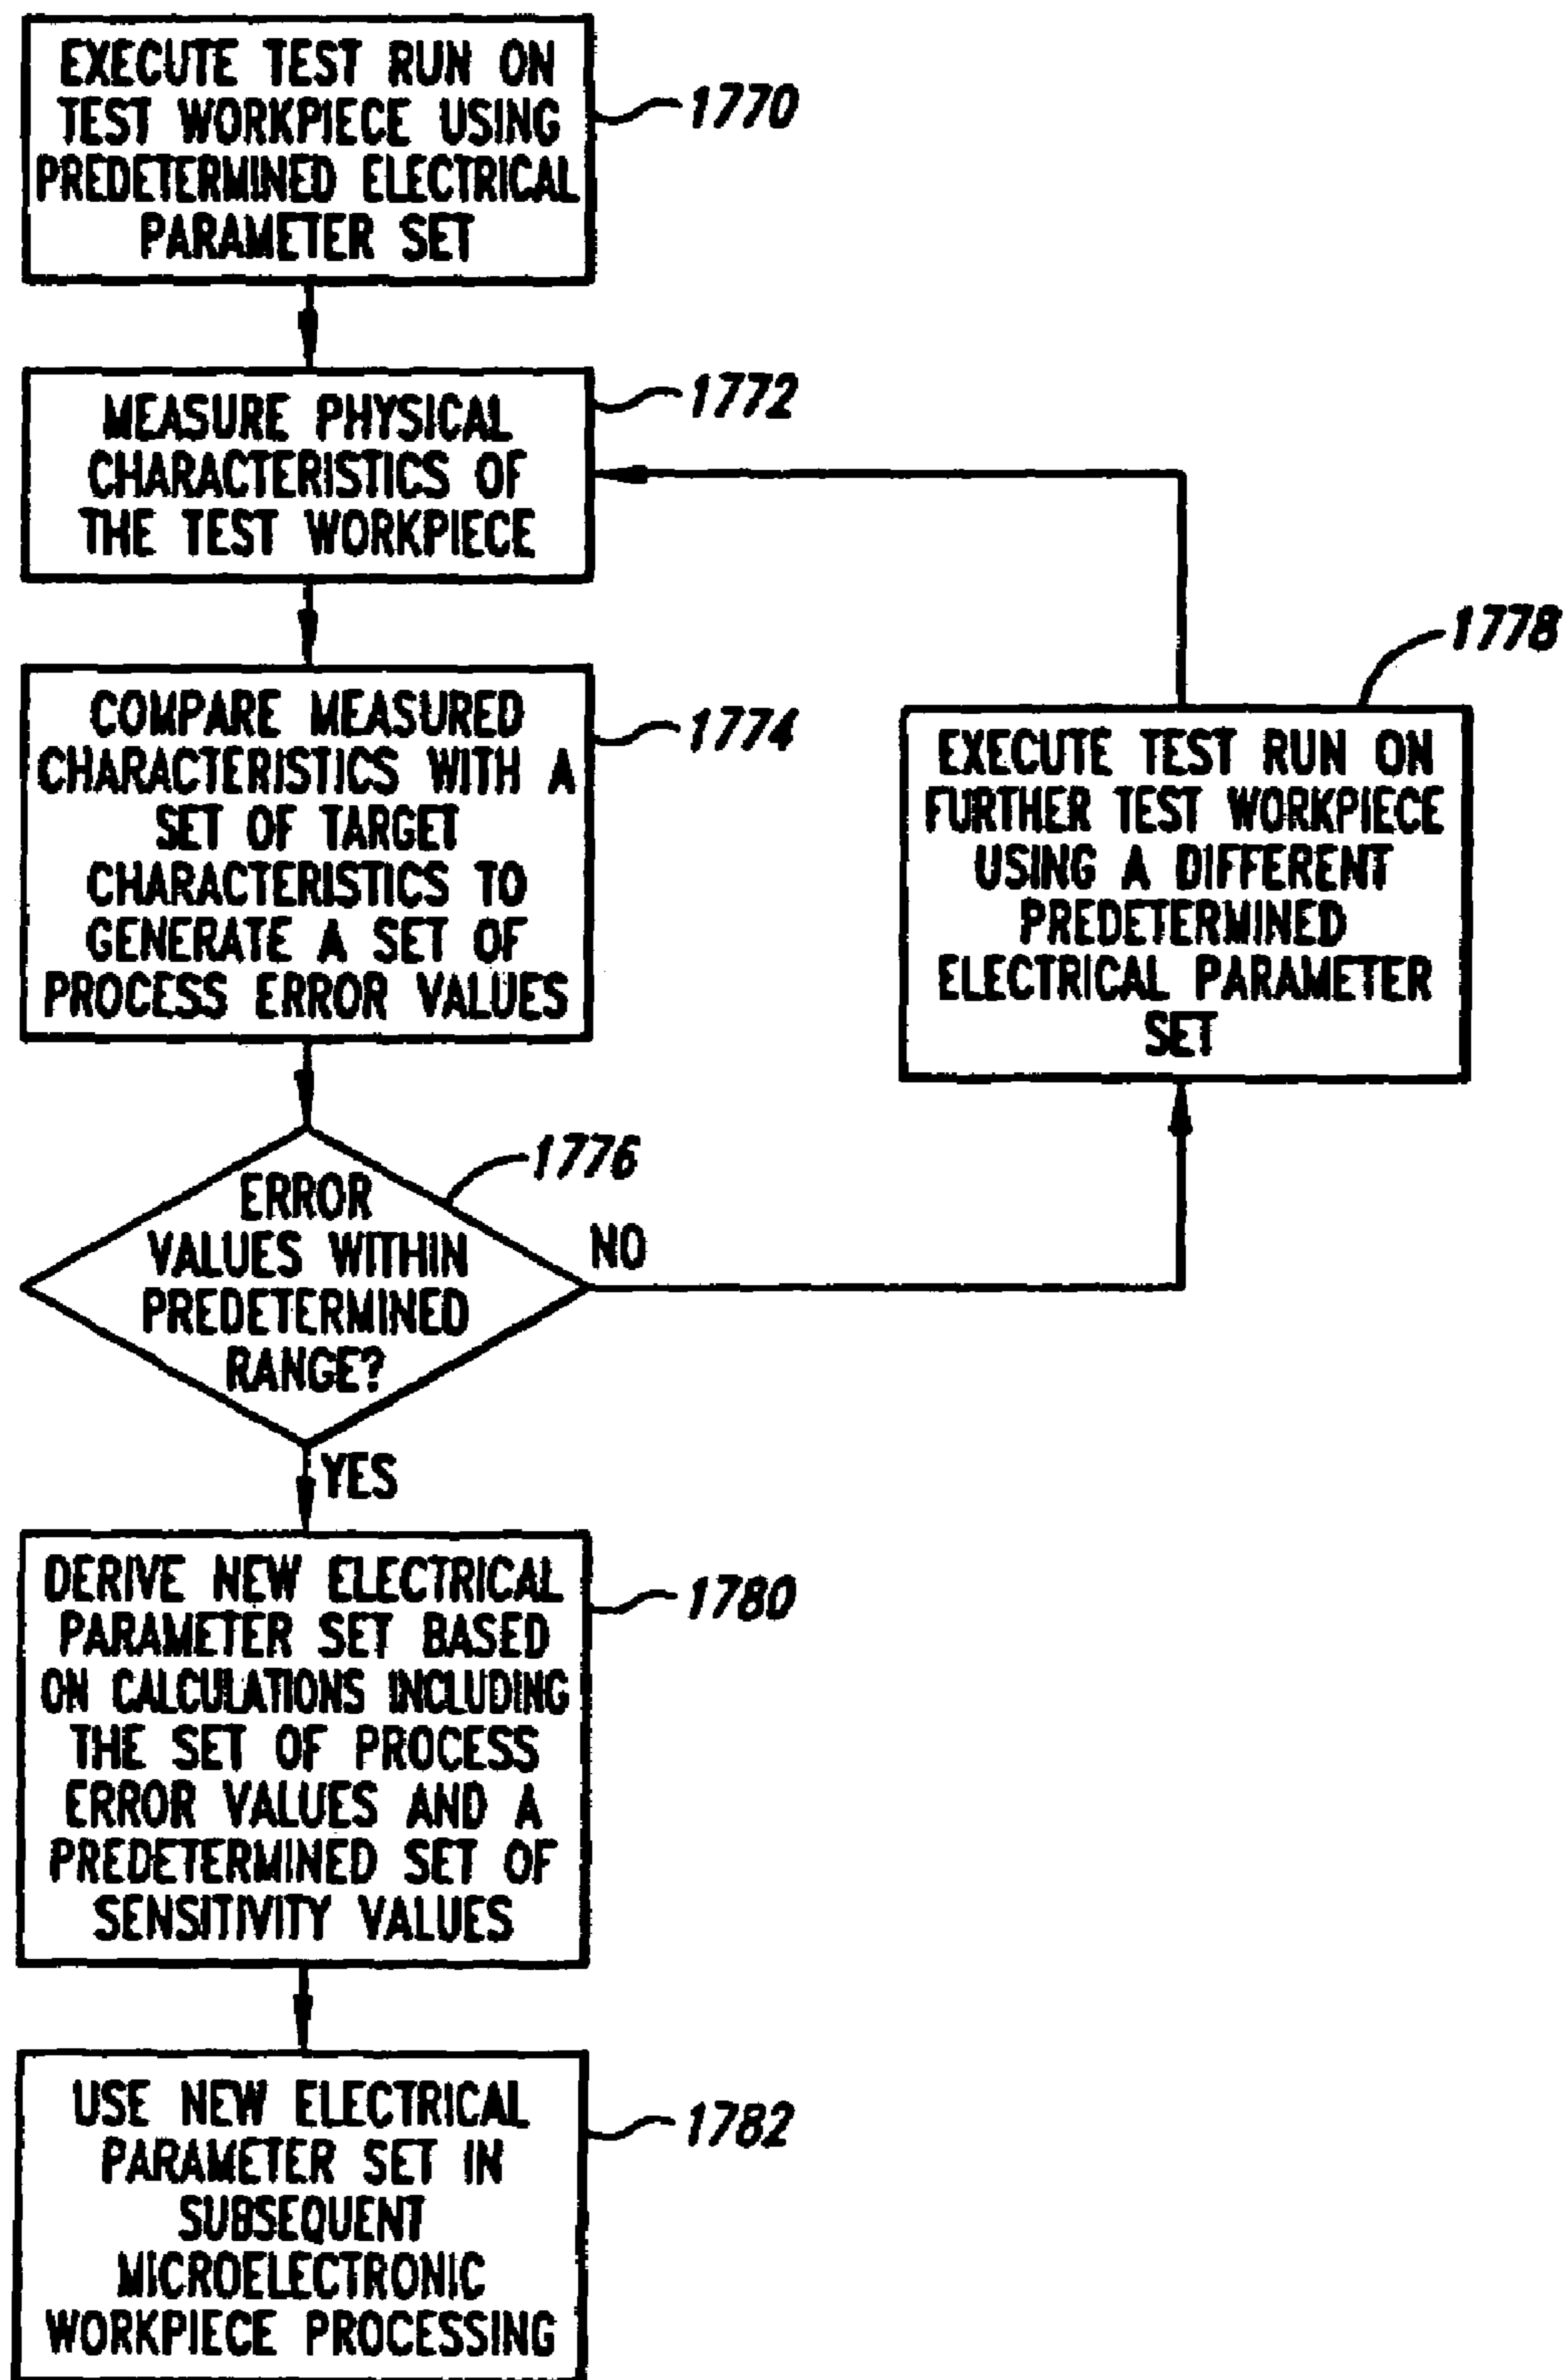 EXECUTE TEST RUN ON
TEST WORKPIECE USING
PREDETERMINED ELECTRICAL
PARAMETER SET
1770
MEASURE PHYSICAL
CHARACTERISTICS OF
THE TEST WORKPIECE
1772
COMPARE MEASURED
CHARACTERISTICS WITH A
SET OF TARGET
CHARACTERISTICS TO
GENERATE A SET OF
PROCESS ERROR VALUES
1774
1778
EXECUTE TEST RUN ON
FURTHER TEST WORKPIECE
USING A DIFFERENT
PREDETERMINED
ELECTRICAL PARAMETER
SET
1776
ERROR
VALUES WITHIN
PREDETERMINED
RANGE?
NO
YES
DERIVE NEW ELECTRICAL
PARAMETER SET BASED
ON CALCULATIONS INCLUDING
THE SET OF PROCESS
ERROR VALUES AND A
PREDETERMINED SET OF
SENSITIVITY VALUES
1780
USE NEW ELECTRICAL
PARAMETER SET IN
SUBSEQUENT
MICROELECTRONIC
WORKPIECE PROCESSING
1782